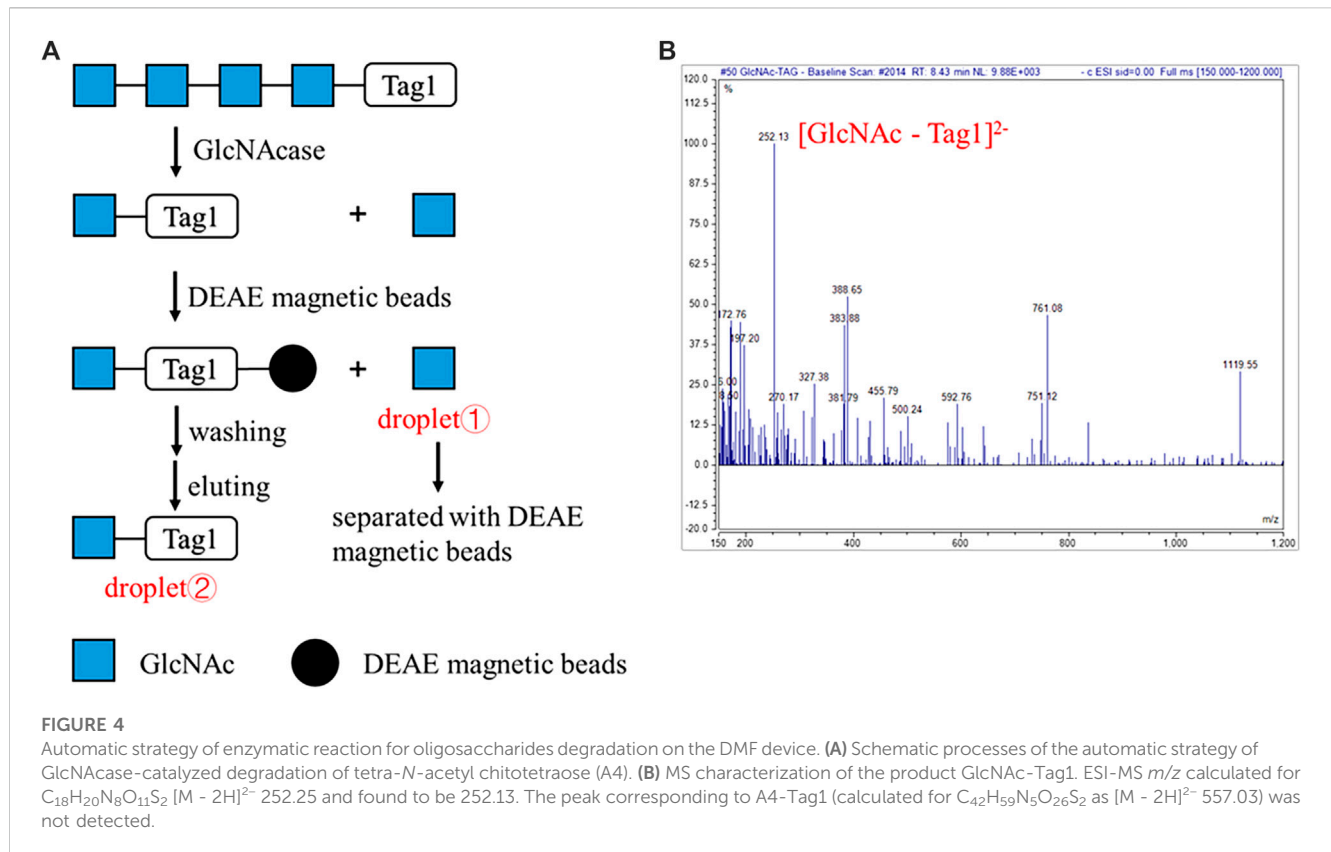 A
Tag1
GlcNAcase
Tag1
+
DEAE magnetic beads
Tag1
+
droplet①
washing
eluting
separated with DEAE
magnetic beads
Tag1
droplet②
GlcNAc
DEAE magnetic beads
B
#50 GlcNAc-TAG - Baseline Scan: #2014 RT: 8.43 min NL: 9.88E+003 - c ESI sid=0.00 Full ms [150.000-1200.000]
%
[GlcNAc - Tag1]²⁻
120.0
112.5
100.0
87.5
75.0
62.5
50.0
37.5
25.0
12.5
0.0
-12.5
-20.0
252.13
172.76
197.20
270.17
327.38
383.88
388.65
381.79
455.79
500.24
592.76
761.08
751.12
1119.55
m/z
150
200
400
600
800
1,000
1,200
FIGURE 4
Automatic strategy of enzymatic reaction for oligosaccharides degradation on the DMF device. (A) Schematic processes of the automatic strategy of
GlcNAcase-catalyzed degradation of tetra-N-acetyl chitotetraose (A4). (B) MS characterization of the product GlcNAc-Tag1. ESI-MS m/z calculated for
C₁₈H₂₀N₈O₁₁S₂ [M - 2H]²⁻ 252.25 and found to be 252.13. The peak corresponding to A4-Tag1 (calculated for C₄₂H₅₉N₅O₂₆S₂ as [M - 2H]²⁻ 557.03) was
not detected.